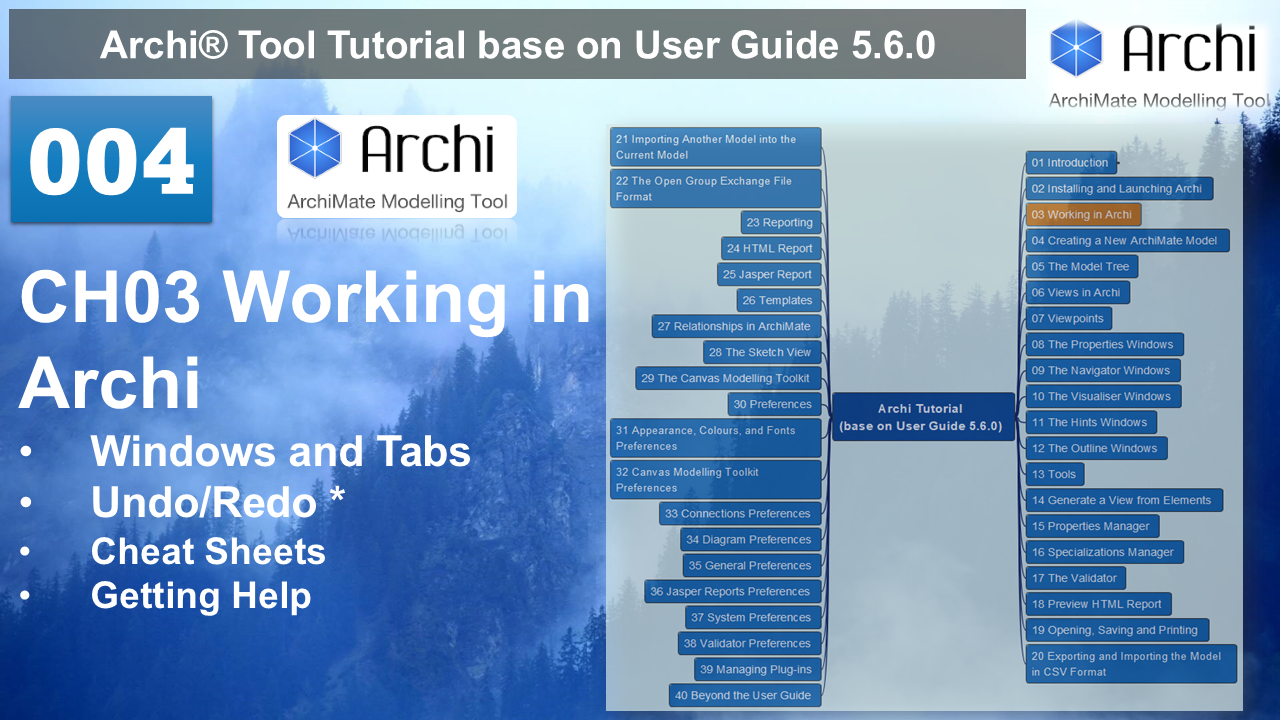 Archi® Tool Tutorial base on User Guide 5.6.0
Archi
ArchiMate Modelling Tool
004
Archi
ArchiMate Modelling Tool
ArchiMate Modelling Tool
CH03 Working in
Archi
• Windows and Tabs
• Undo/Redo *
• Cheat Sheets
• Getting Help
21 Importing Another Model into the
Current Model
22 The Open Group Exchange File
Format
23 Reporting
24 HTML Report
25 Jasper Report
26 Templates
27 Relationships in ArchiMate
28 The Sketch View
29 The Canvas Modelling Toolkit
30 Preferences
31 Appearance, Colours, and Fonts
Preferences
32 Canvas Modelling Toolkit
Preferences
33 Connections Preferences
34 Diagram Preferences
35 General Preferences
36 Jasper Reports Preferences
37 System Preferences
38 Validator Preferences
39 Managing Plug-ins
40 Beyond the User Guide
Archi Tutorial
(base on User Guide 5.6.0)
01 Introduction
02 Installing and Launching Archi
03 Working in Archi
04 Creating a New ArchiMate Model
05 The Model Tree
06 Views in Archi
07 Viewpoints
08 The Properties Windows
09 The Navigator Windows
10 The Visualiser Windows
11 The Hints Windows
12 The Outline Windows
13 Tools
14 Generate a View from Elements
15 Properties Manager
16 Specializations Manager
17 The Validator
18 Preview HTML Report
19 Opening, Saving and Printing
20 Exporting and Importing the Model
in CSV Format